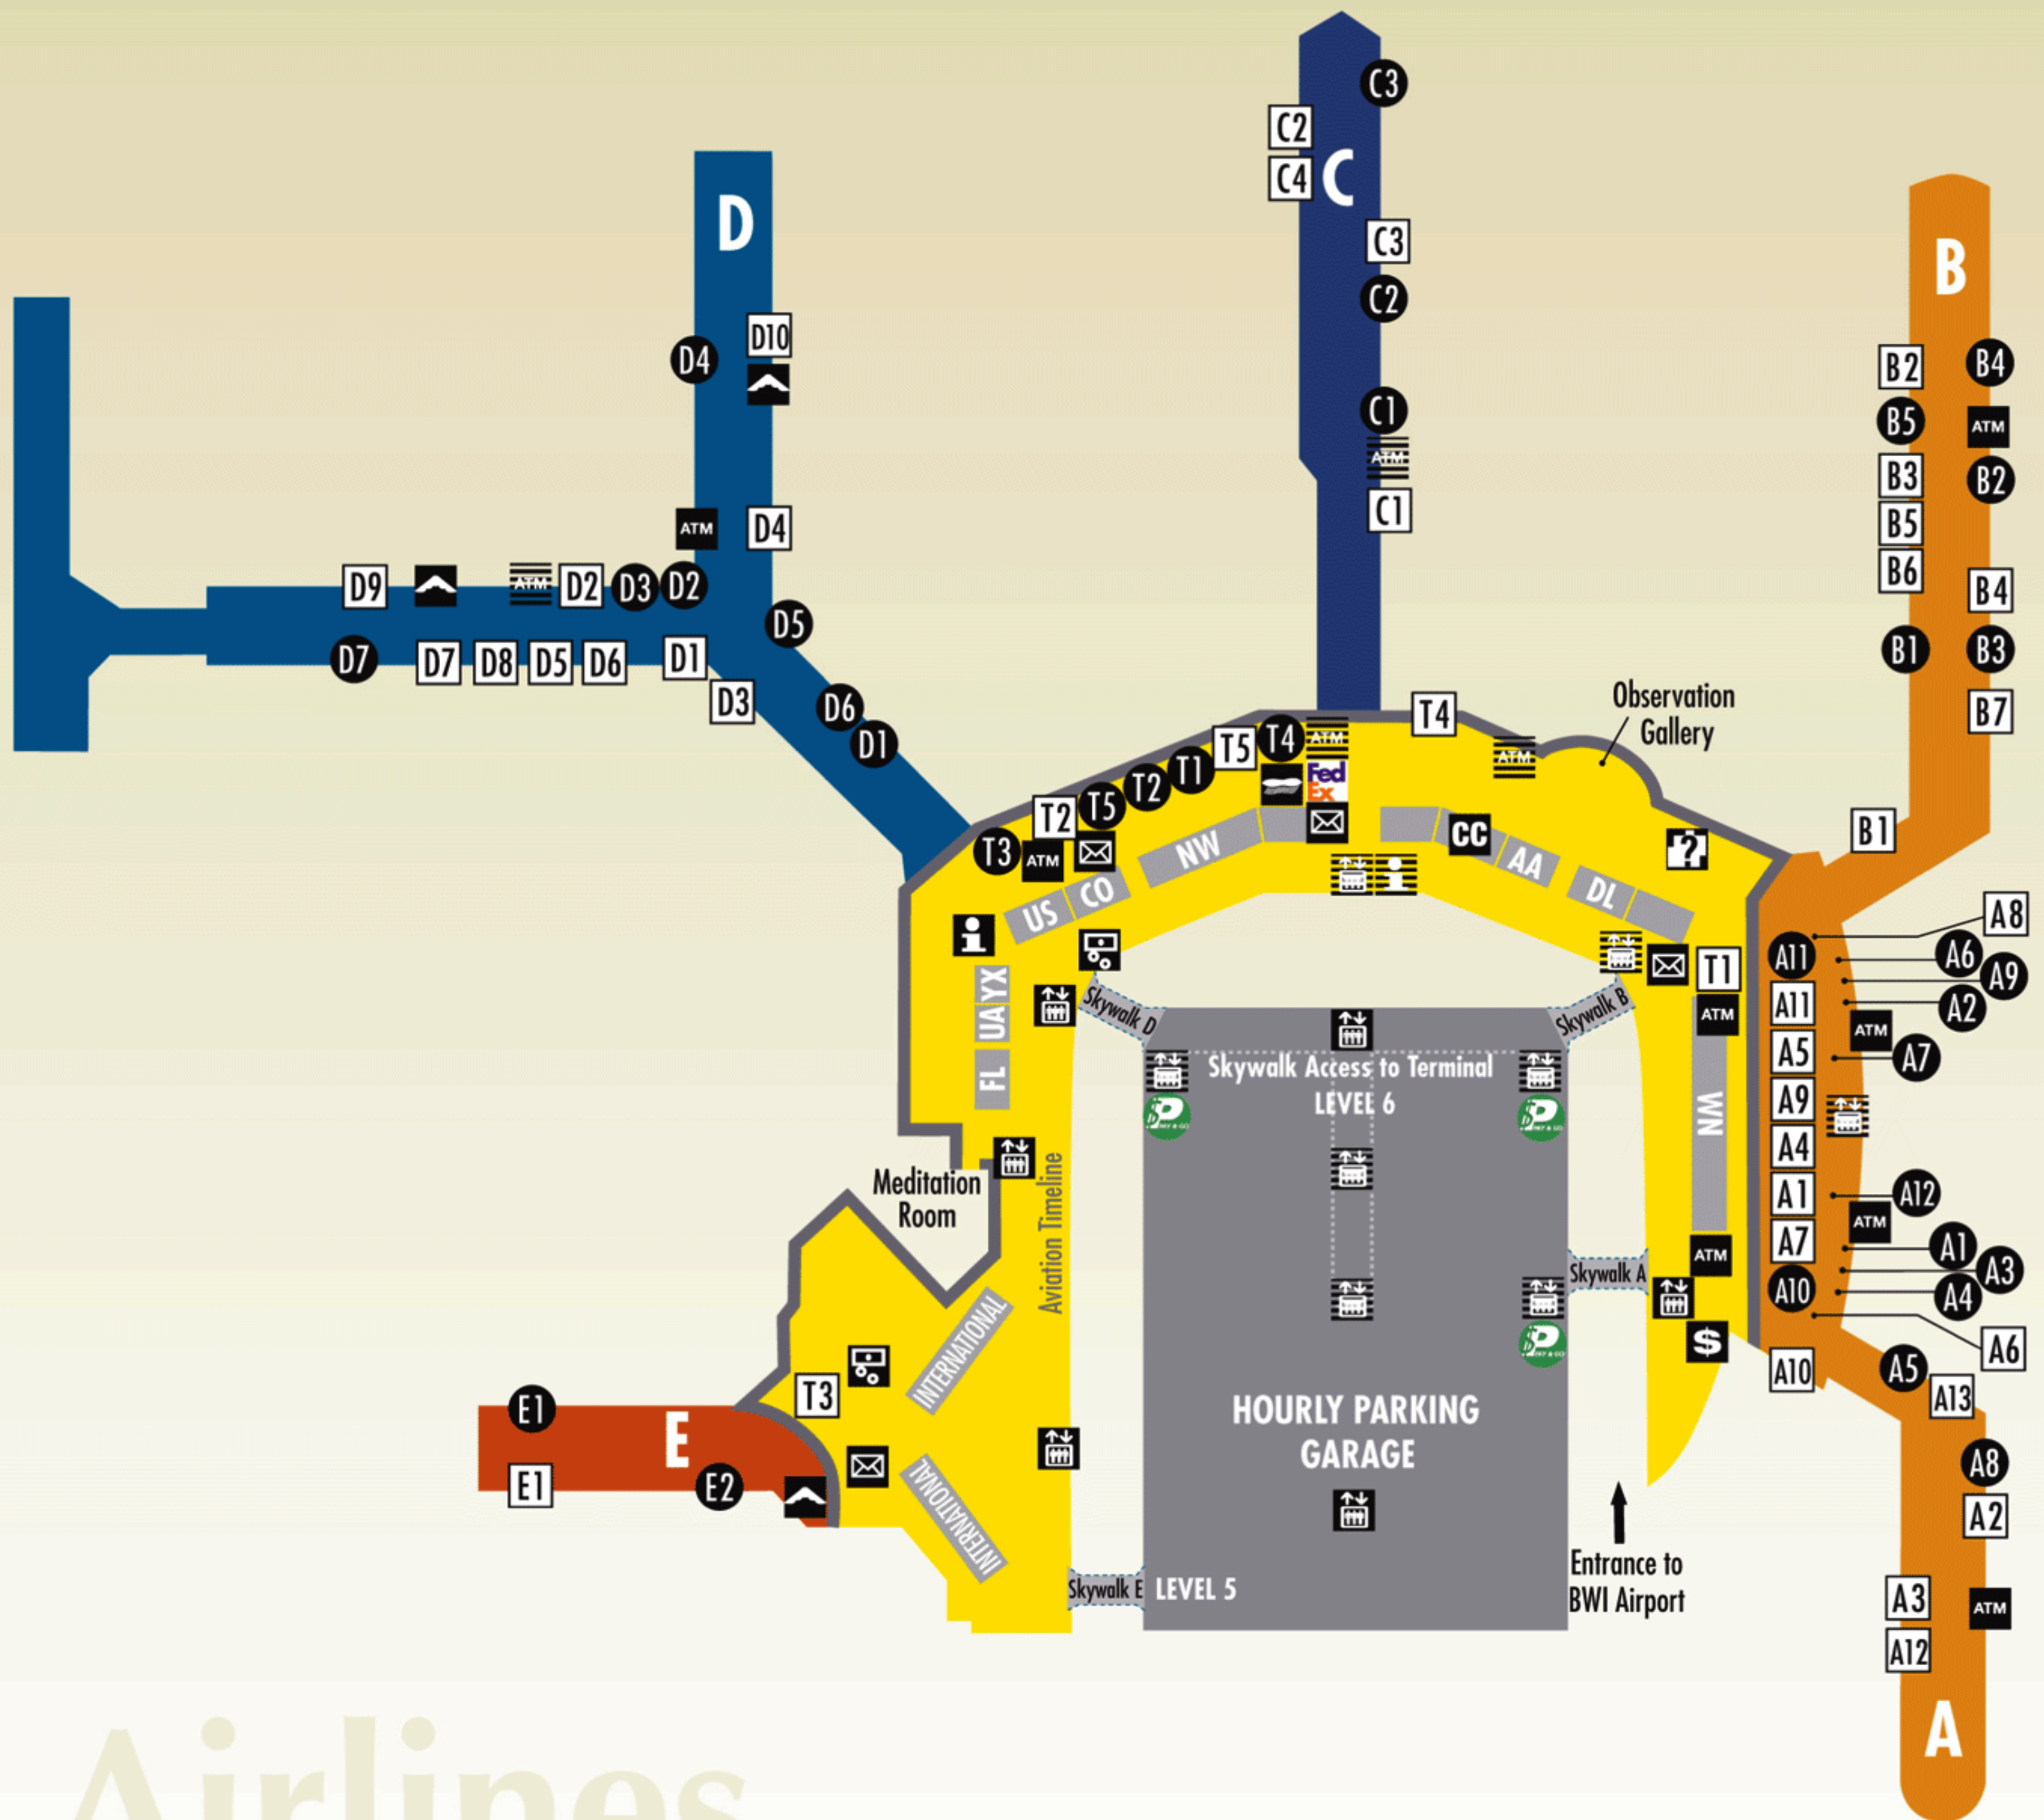 C3
C2
C4
C
C3
C2
C1
ATM
C1
D
D10
D4
ATM
D4
D9
ATM
D2
D3
D2
D5
D7
D7
D8
D5
D6
D1
D3
D6
D1
B
B2
B4
B5
ATM
B3
B2
B5
B6
B4
B1
B3
B7
B1
Observation
Gallery
T4
T5
T4
ATM
ATM
T1
Fed
Ex
T2
T5
T2
T3
ATM
NW
CC
AA
?
US
CO
DL
i
i
YX
UA
FL
Skywalk D
Skywalk B
T1
ATM
WN
ATM
A8
A11
A6
A9
A11
A2
ATM
A5
A7
A9
A4
A1
A12
ATM
A7
A1
A3
A10
A4
A6
A10
A5
A13
A8
A2
A3
ATM
A12
A
Skywalk Access to Terminal
LEVEL 6
Meditation
Room
Aviation Timeline
Skywalk A
$
INTERNATIONAL
T3
HOURLY PARKING
GARAGE
E1
E
E1
E2
INTERNATIONAL
Skywalk E
LEVEL 5
Entrance to
BWI Airport
Airlines